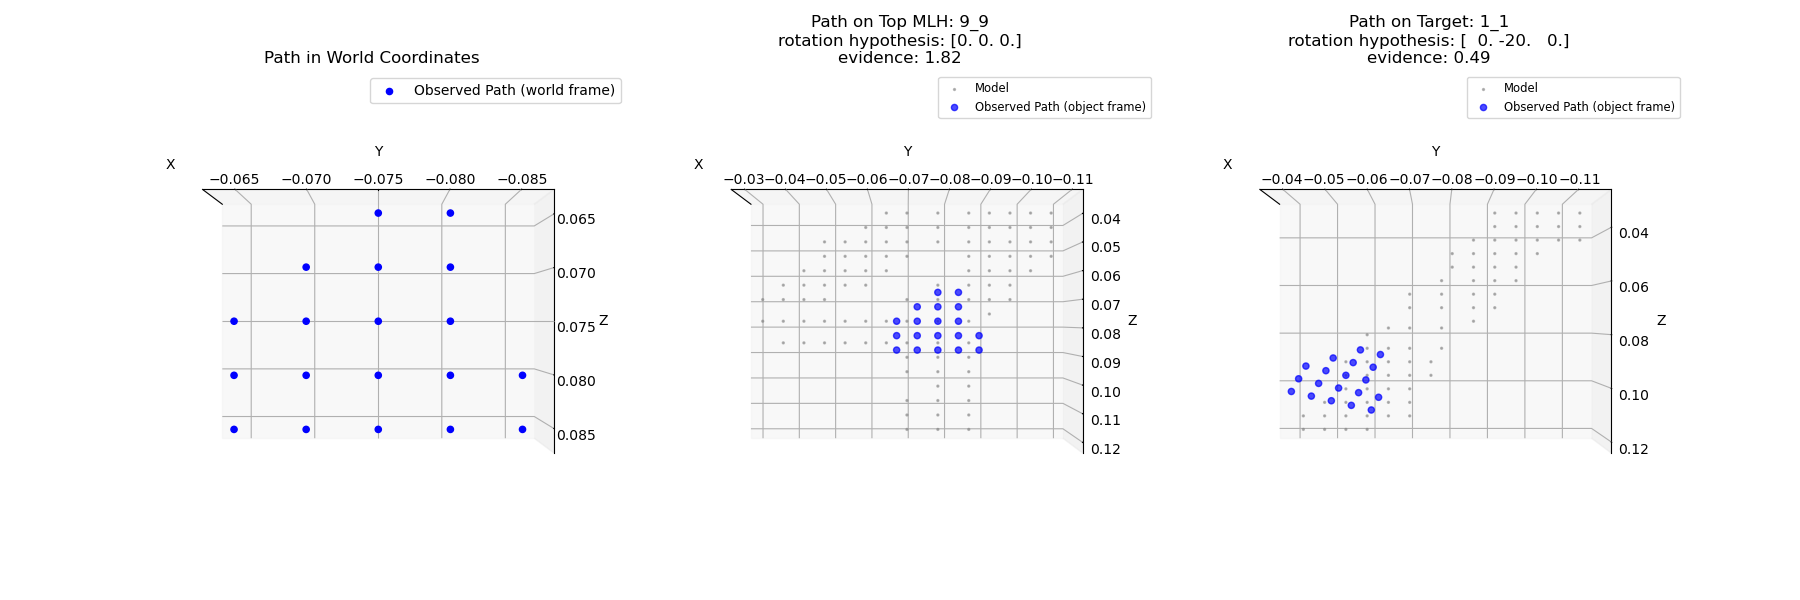 Path in World Coordinates
Observed Path (world frame)
X
Y
−0.065 −0.070 −0.075 −0.080 −0.085
0.065
0.070
0.075
Z
0.080
0.085
Path on Top MLH: 9_9
rotation hypothesis: [0. 0. 0.]
evidence: 1.82
Model
Observed Path (object frame)
X
Y
−0.03−0.04−0.05−0.06−0.07−0.08−0.09−0.10−0.11
0.04
0.05
0.06
0.07
Z
0.08
0.09
0.10
0.11
0.12
Path on Target: 1_1
rotation hypothesis: [  0. -20.   0.]
evidence: 0.49
Model
Observed Path (object frame)
X
Y
−0.04−0.05−0.06−0.07−0.08−0.09−0.10−0.11
0.04
0.06
Z
0.08
0.10
0.12